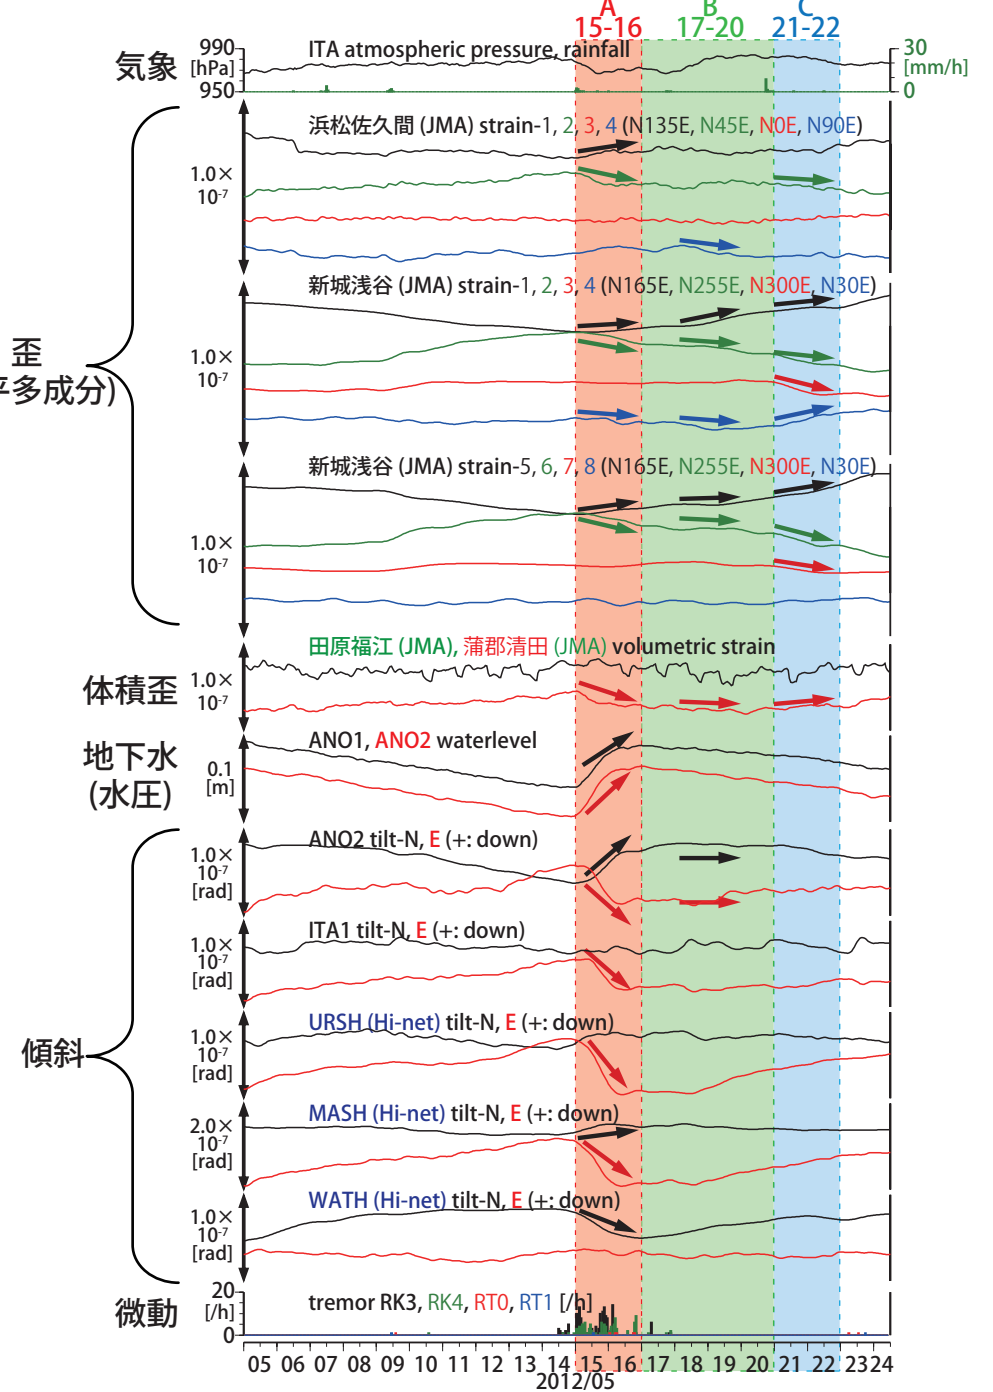 A B C
15-16 17-20 21-22
気象
990
[hPa]
950
ITA atmospheric pressure, rainfall
30
[mm/h]
0
歪
平多成分)
浜松佐久間 (JMA) strain-1, 2, 3, 4 (N135E, N45E, N0E, N90E)
1.0×
10-7
新城浅谷 (JMA) strain-1, 2, 3, 4 (N165E, N255E, N300E, N30E)
1.0×
10-7
新城浅谷 (JMA) strain-5, 6, 7, 8 (N165E, N255E, N300E, N30E)
1.0×
10-7
体積歪
田原福江 (JMA), 蒲郡清田 (JMA) volumetric strain
1.0×
10-7
地下水
(水圧)
ANO1, ANO2 waterlevel
0.1
[m]
傾斜
ANO2 tilt-N, E (+: down)
1.0×
10-7
[rad]
ITA1 tilt-N, E (+: down)
1.0×
10-7
[rad]
URSH (Hi-net) tilt-N, E (+: down)
1.0×
10-7
[rad]
MASH (Hi-net) tilt-N, E (+: down)
2.0×
10-7
[rad]
WATH (Hi-net) tilt-N, E (+: down)
1.0×
10-7
[rad]
微動
20
[/h]
0
tremor RK3, RK4, RT0, RT1 [/h]
05 06 07 08 09 10 11 12 13 14 15 16 17 18 19 20 21 22 23 24
2012/05